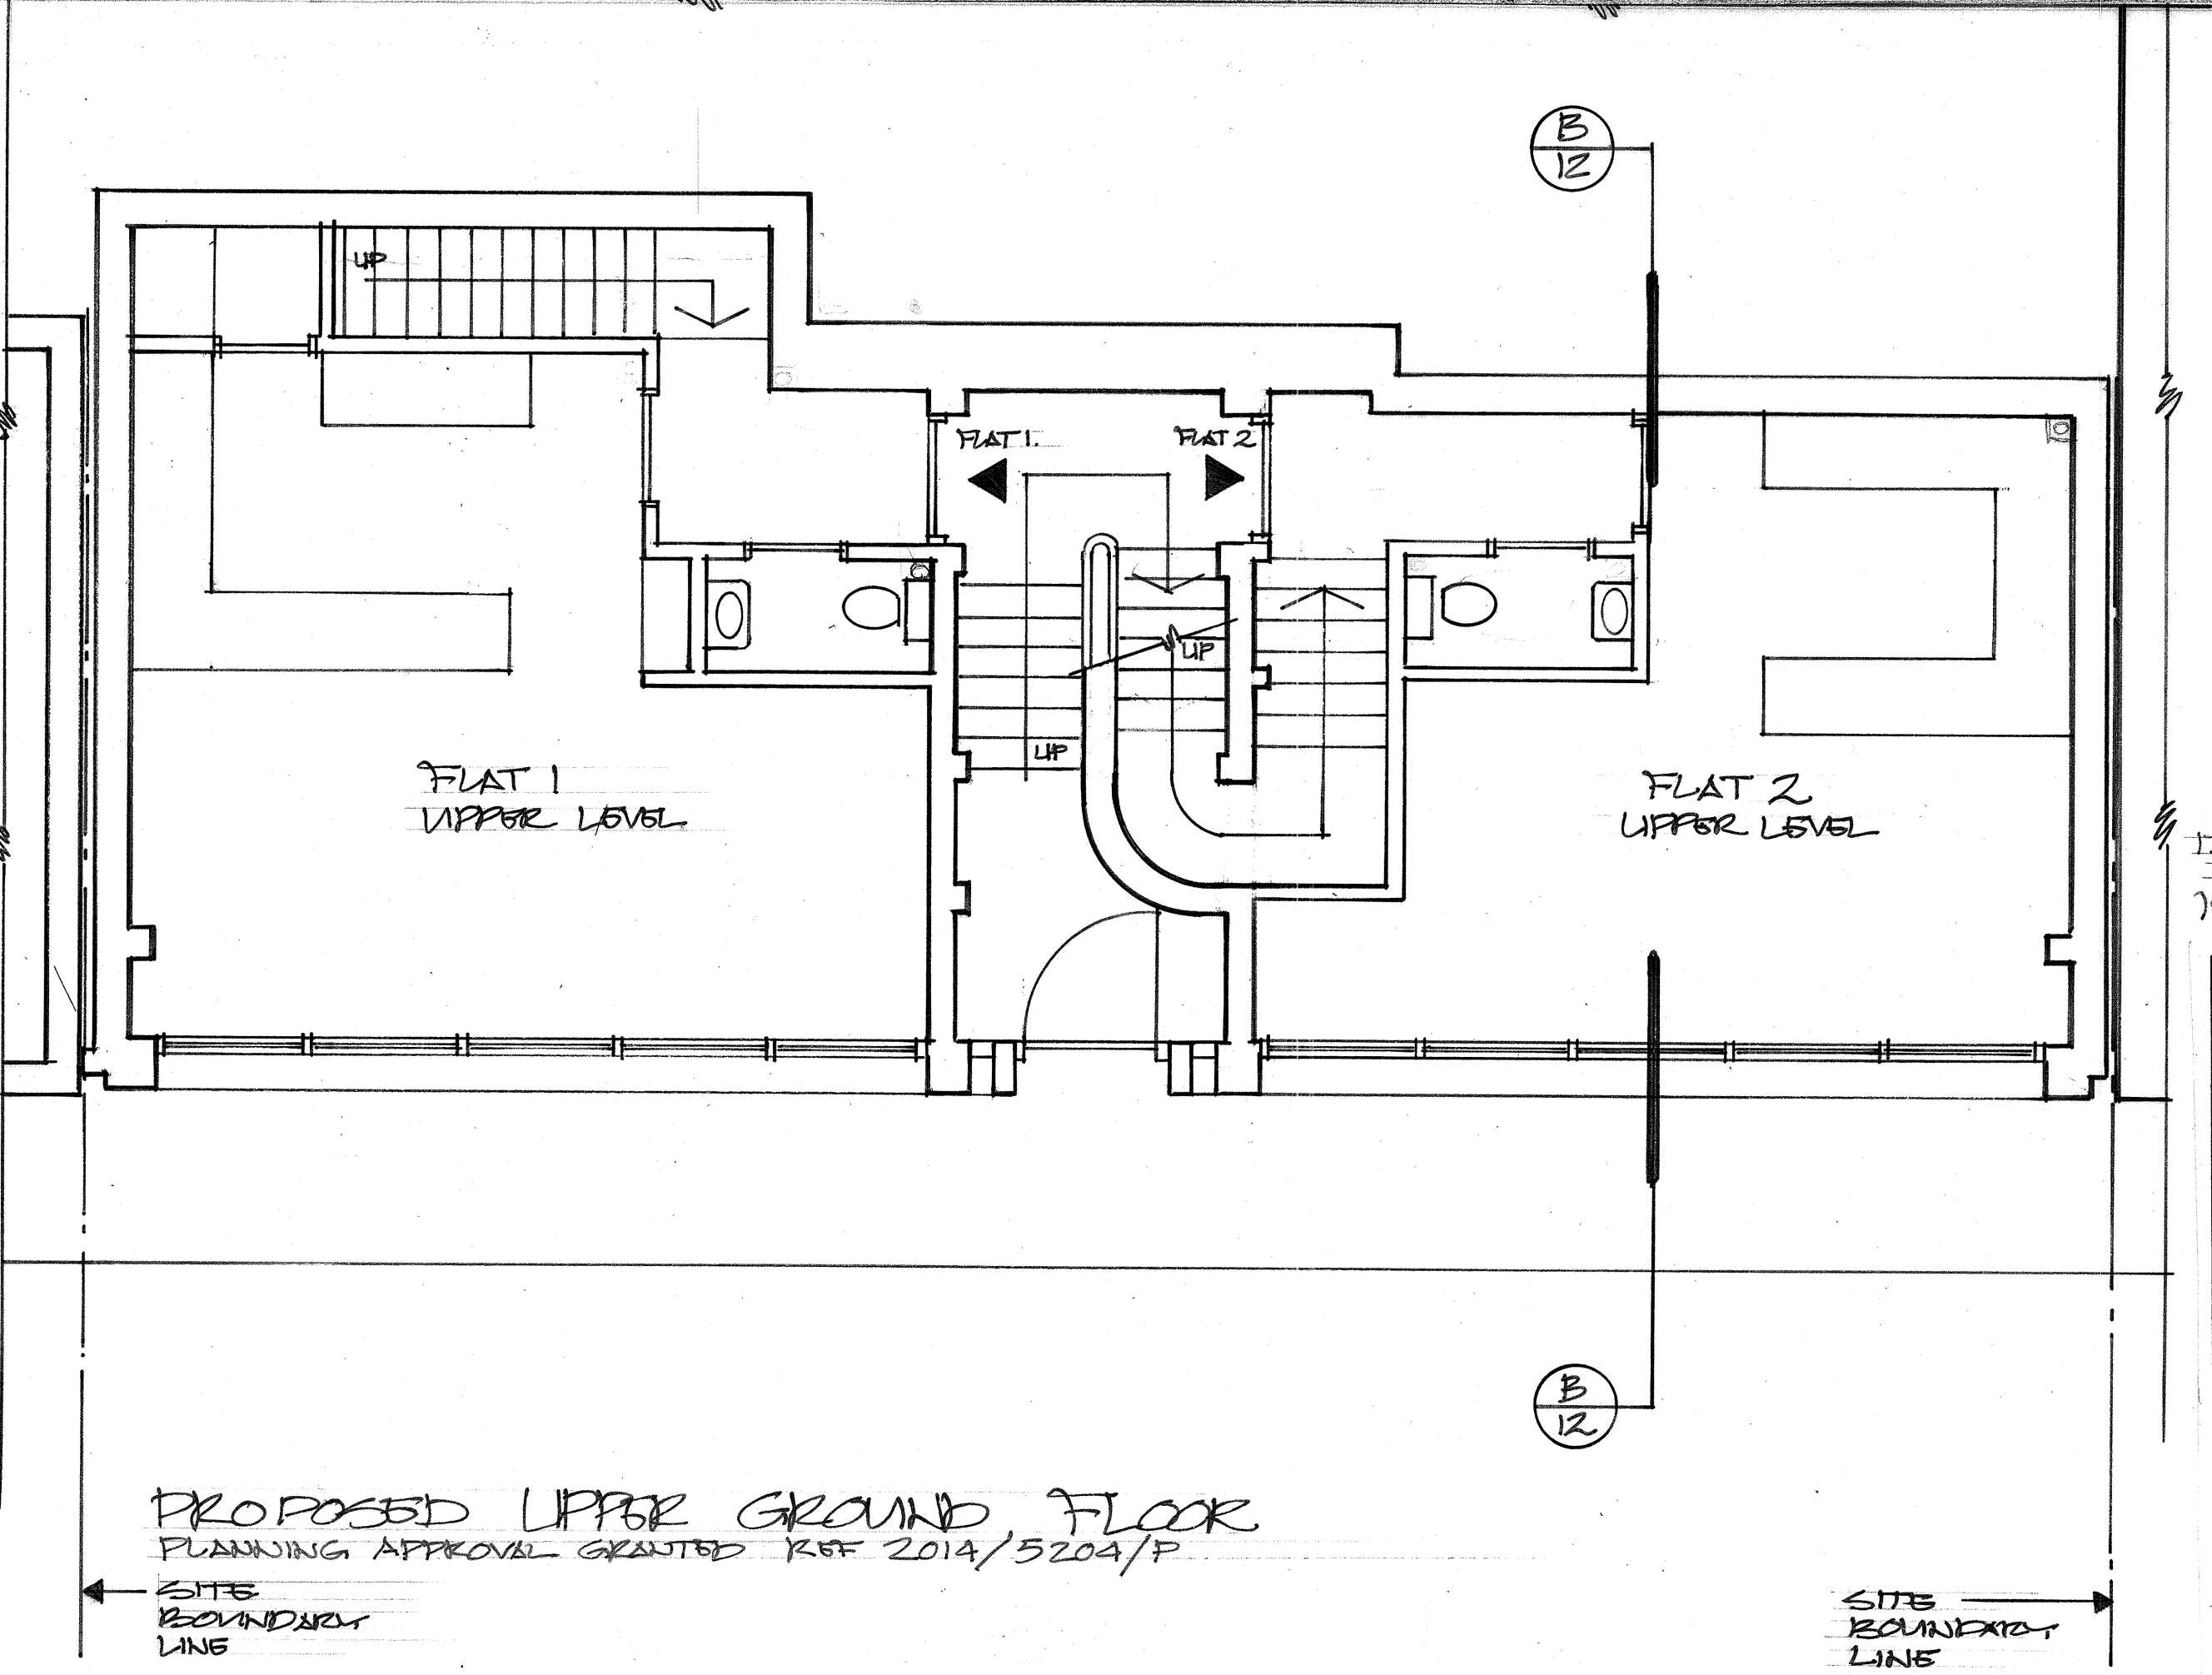 B
12
UP
FLAT 1.
FLAT 2
UP
UP
FLAT 1
UPPER LEVEL
FLAT 2
UPPER LEVEL
B
12
PROPOSED UPPER GROUND FLOOR
PLANNING APPROVAL GRANTED REF 2014/5204/P
SITE
BOUNDARY
LINE
SITE
BOUNDARY
LINE